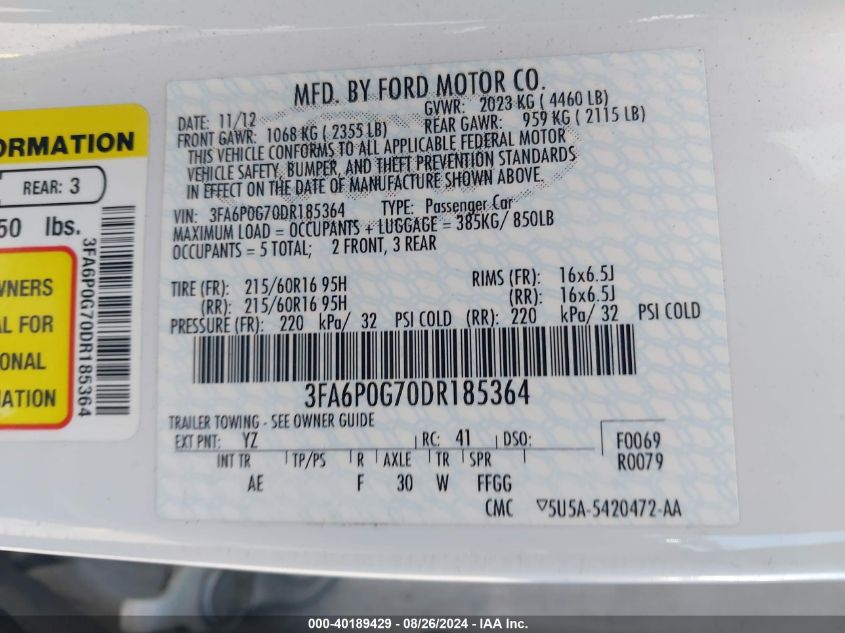 ORMATION
REAR: 3
50 lbs.
WNERS
AL FOR
IONAL
MATION
3FA6P0G70DR185364
MFD. BY FORD MOTOR CO.
DATE: 11/12 GVWR: 2023 KG ( 4460 LB)
FRONT GAWR: 1068 KG ( 2355 LB) REAR GAWR: 959 KG ( 2115 LB)
THIS VEHICLE CONFORMS TO ALL APPLICABLE FEDERAL MOTOR
VEHICLE SAFETY, BUMPER, AND THEFT PREVENTION STANDARDS
IN EFFECT ON THE DATE OF MANUFACTURE SHOWN ABOVE.
VIN: 3FA6P0G70DR185364 TYPE: Passenger Car
MAXIMUM LOAD = OCCUPANTS + LUGGAGE = 385KG/ 850LB
OCCUPANTS = 5 TOTAL; 2 FRONT, 3 REAR
TIRE (FR): 215/60R16 95H RIMS (FR): 16x6.5J
(RR): 215/60R16 95H (RR): 16x6.5J
PRESSURE (FR): 220 kPa/ 32 PSI COLD (RR): 220 kPa/ 32 PSI COLD
3FA6P0G70DR185364
TRAILER TOWING - SEE OWNER GUIDE
EXT PNT: YZ RC: 41 DSO: F0069
INT TR TP/PS R AXLE TR SPR R0079
AE F 30 W FFGG
CMC ▽5U5A-5420472-AA
000-40189429 - 08/26/2024 - IAA Inc.